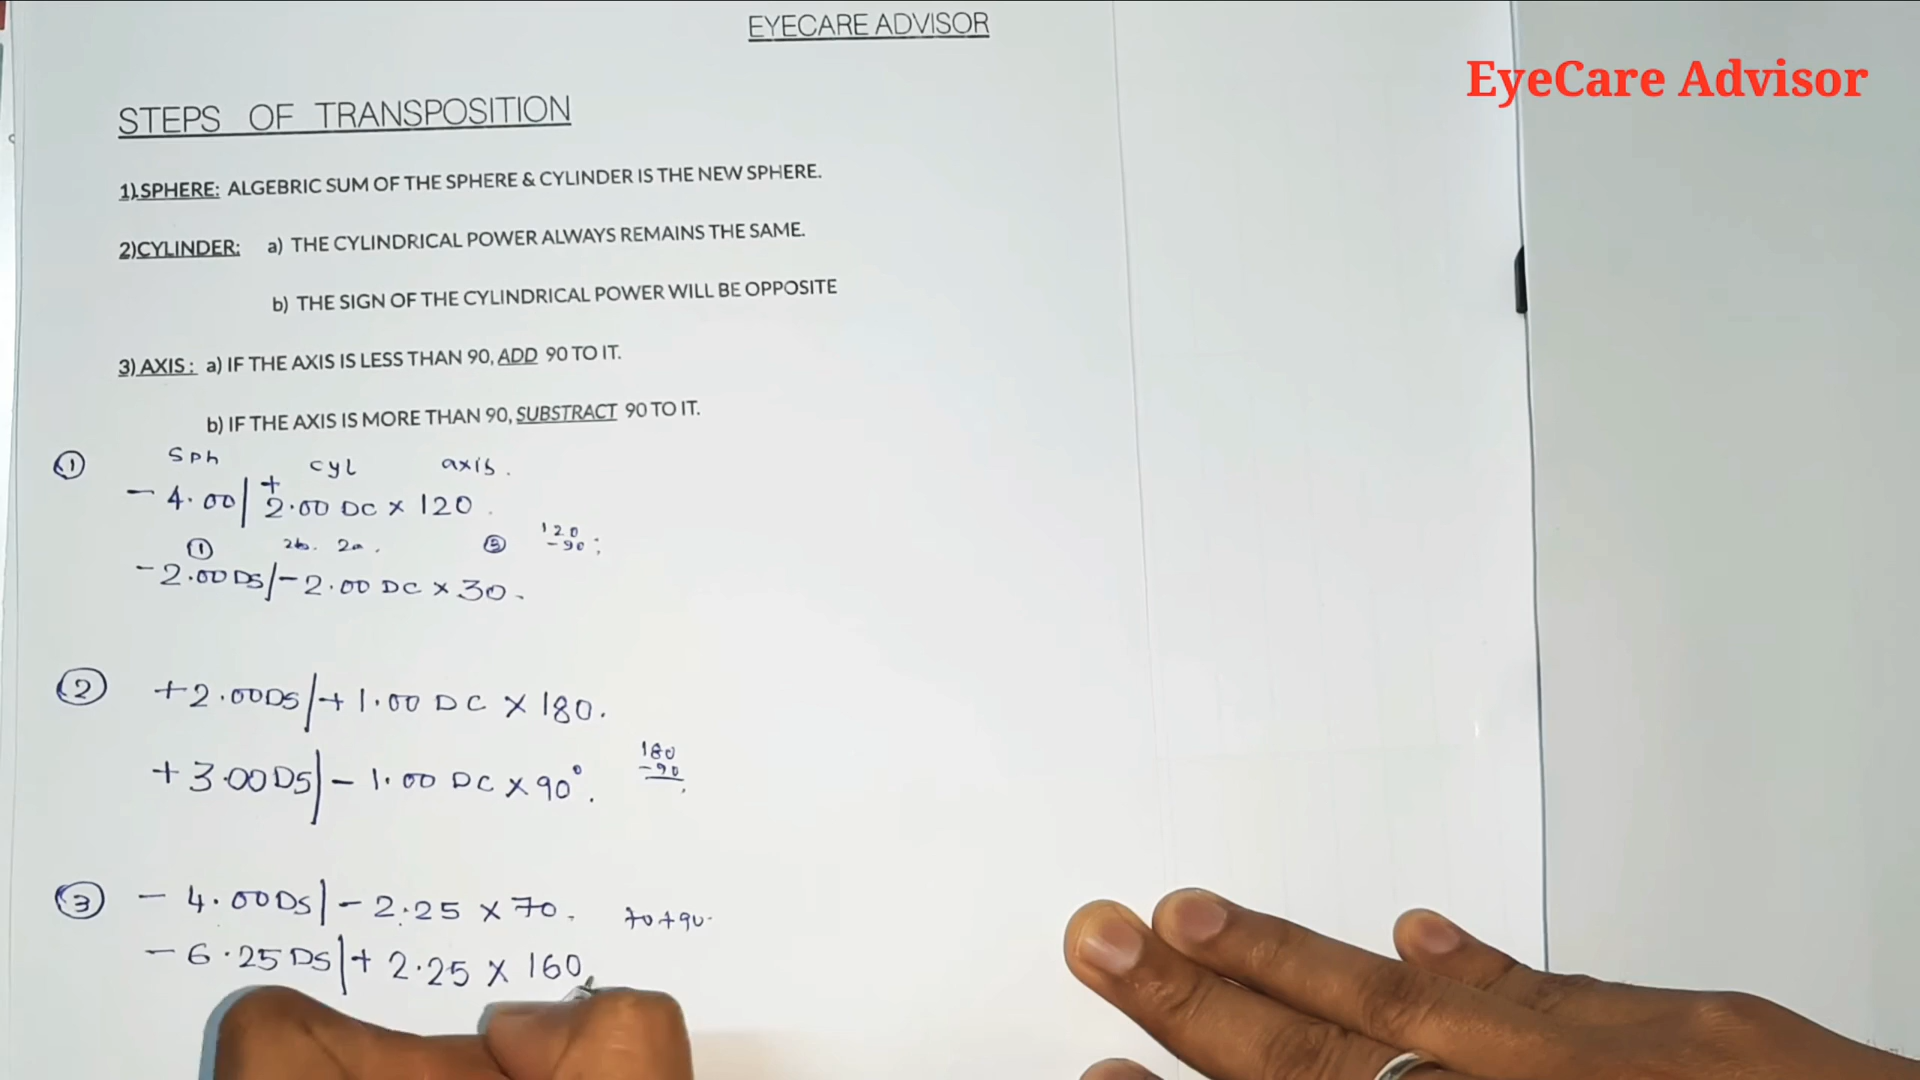 EYECARE ADVISOR
EyeCare Advisor
STEPS OF TRANSPOSITION
1).SPHERE: ALGEBRIC SUM OF THE SPHERE & CYLINDER IS THE NEW SPHERE.
2)CYLINDER: a) THE CYLINDRICAL POWER ALWAYS REMAINS THE SAME.
b) THE SIGN OF THE CYLINDRICAL POWER WILL BE OPPOSITE
3) AXIS : a) IF THE AXIS IS LESS THAN 90, ADD 90 TO IT.
b) IF THE AXIS IS MORE THAN 90, SUBSTRACT 90 TO IT.
① Sph cyl axis.
- 4.00 | + 2.00 DC × 120
① 2b. 2a. ③ 120
- 90
- 2.00 DS / - 2.00 DC × 30.
② +2.00DS / + 1.00 DC × 180.
180
- 90
+ 3.00 DS | - 1.00 DC × 90°.
③ - 4.00DS | - 2.25 × 70. 70+90.
- 6.25 DS | + 2.25 × 160